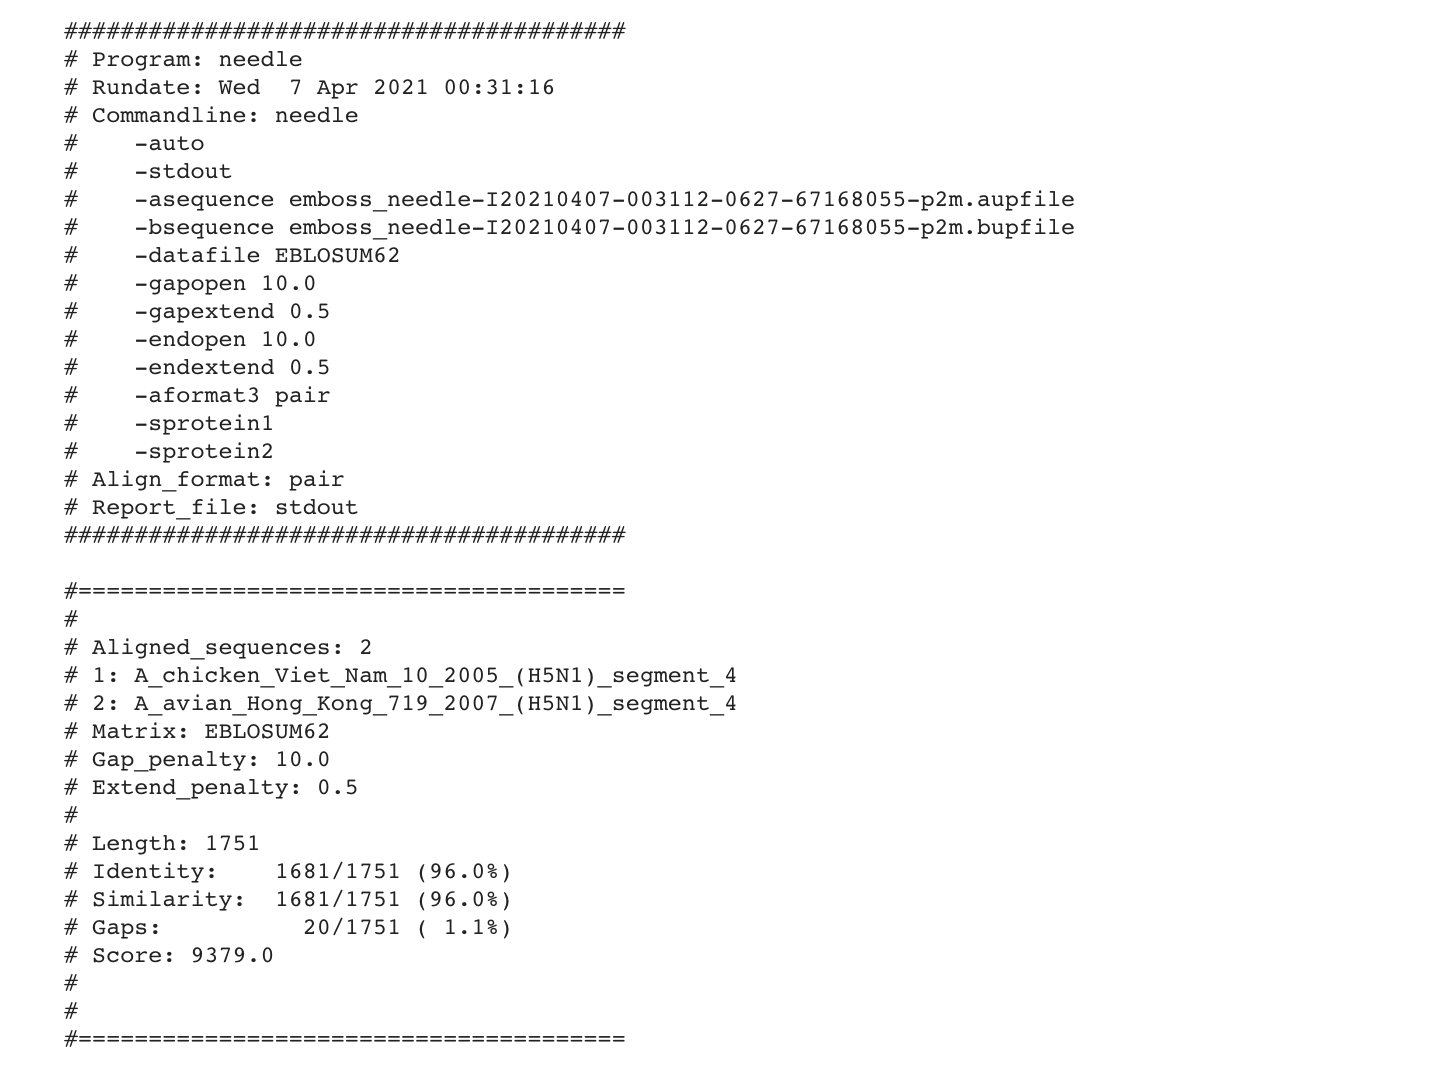 ########################################
# Program: needle
# Rundate: Wed  7 Apr 2021 00:31:16
# Commandline: needle
#    -auto
#    -stdout
#    -asequence emboss_needle-I20210407-003112-0627-67168055-p2m.aupfile
#    -bsequence emboss_needle-I20210407-003112-0627-67168055-p2m.bupfile
#    -datafile EBLOSUM62
#    -gapopen 10.0
#    -gapextend 0.5
#    -endopen 10.0
#    -endextend 0.5
#    -aformat3 pair
#    -sprotein1
#    -sprotein2
# Align_format: pair
# Report_file: stdout
########################################

#=======================================
#
# Aligned_sequences: 2
# 1: A_chicken_Viet_Nam_10_2005_(H5N1)_segment_4
# 2: A_avian_Hong_Kong_719_2007_(H5N1)_segment_4
# Matrix: EBLOSUM62
# Gap_penalty: 10.0
# Extend_penalty: 0.5
#
# Length: 1751
# Identity:    1681/1751 (96.0%)
# Similarity:  1681/1751 (96.0%)
# Gaps:          20/1751 ( 1.1%)
# Score: 9379.0
#
#
#=======================================